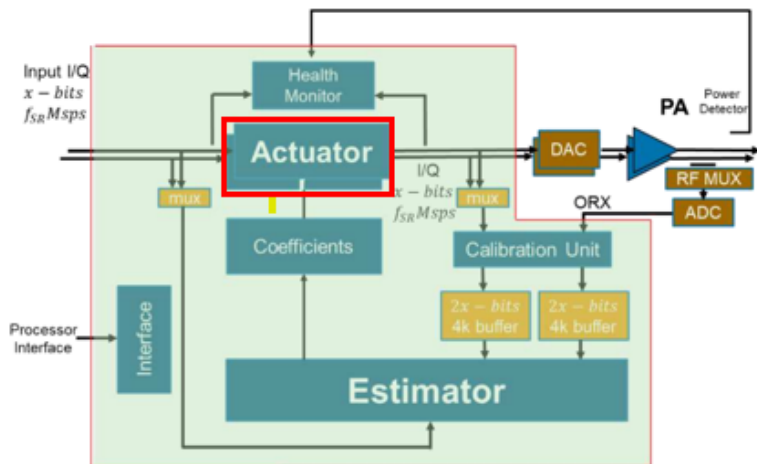 Input I/Q
x − bits
f_SR Msps
Health
Monitor
PA
Power
Detector
Actuator
DAC
RF MUX
ADC
ORX
mux
I/Q
x − bits
f_SR Msps
mux
Coefficients
Calibration Unit
2x − bits
4k buffer
2x − bits
4k buffer
Processor
Interface
Interface
Estimator